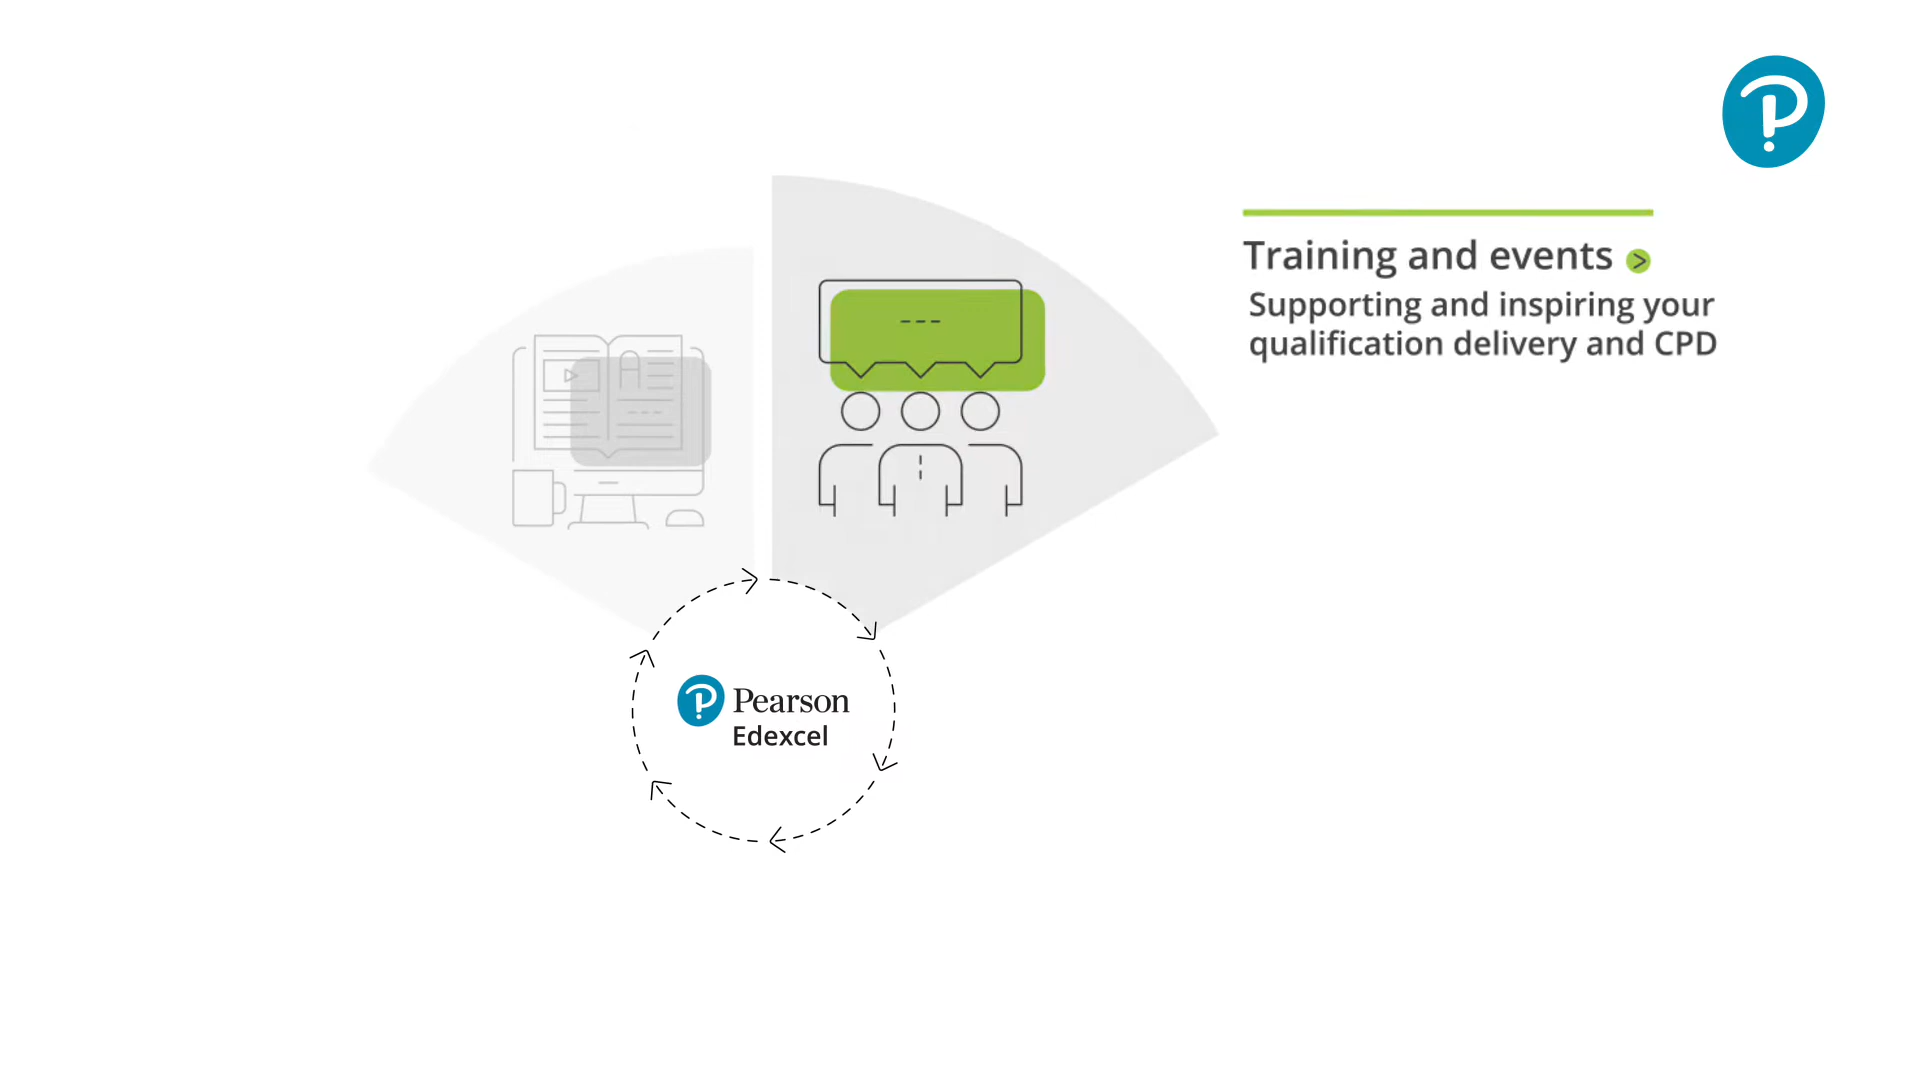 Training and events
Supporting and inspiring your
qualification delivery and CPD
Pearson
Edexcel